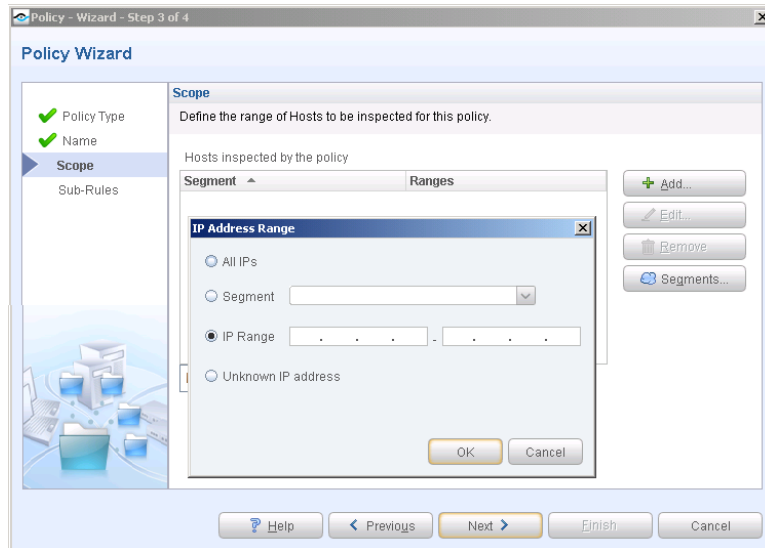 Policy - Wizard - Step 3 of 4
Policy Wizard
Policy Type
Name
Scope
Sub-Rules
Scope
Define the range of Hosts to be inspected for this policy.
Hosts inspected by the policy
Segment
Ranges
Add...
Edit...
Remove
Segments...
IP Address Range
All IPs
Segment
IP Range . . . - . . .
Unknown IP address
OK
Cancel
Help
Previous
Next
Finish
Cancel